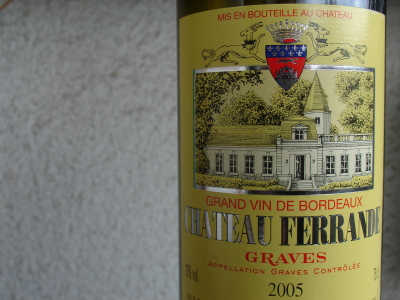 MIS EN BOUTEILLE AU CHATEAU
GRAND VIN DE BORDEAUX
CHATEAU FERRANDE
GRAVES
APPELLATION GRAVES CONTRÔLÉE
2005